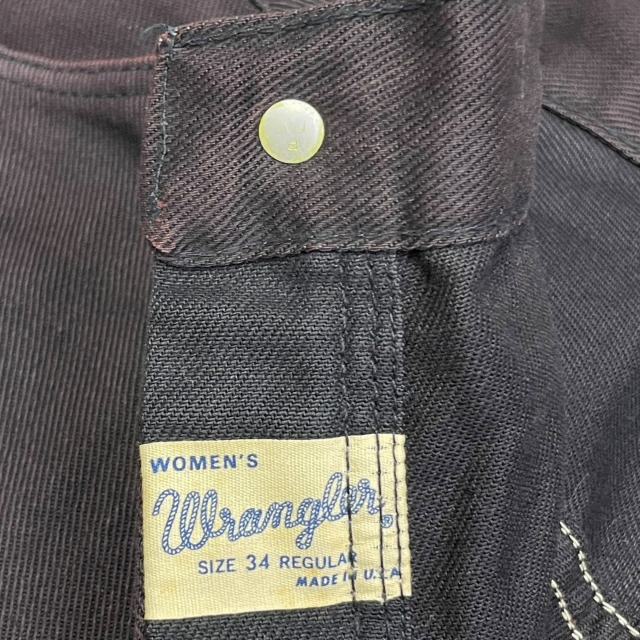 WOMEN'S
Wrangler®
SIZE 34 REGULAR
MADE IN U.S.A